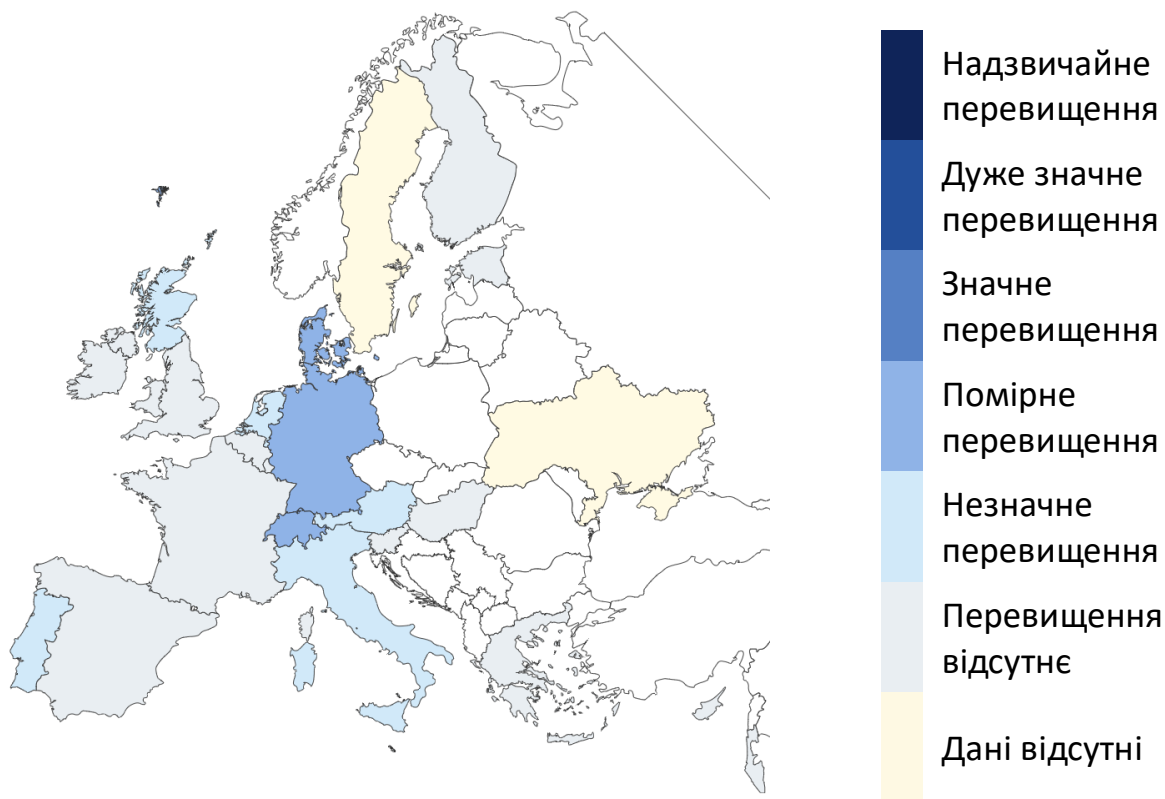 Надзвичайне
перевищення
Дуже значне
перевищення
Значне
перевищення
Помірне
перевищення
Незначне
перевищення
Перевищення
відсутнє
Дані відсутні